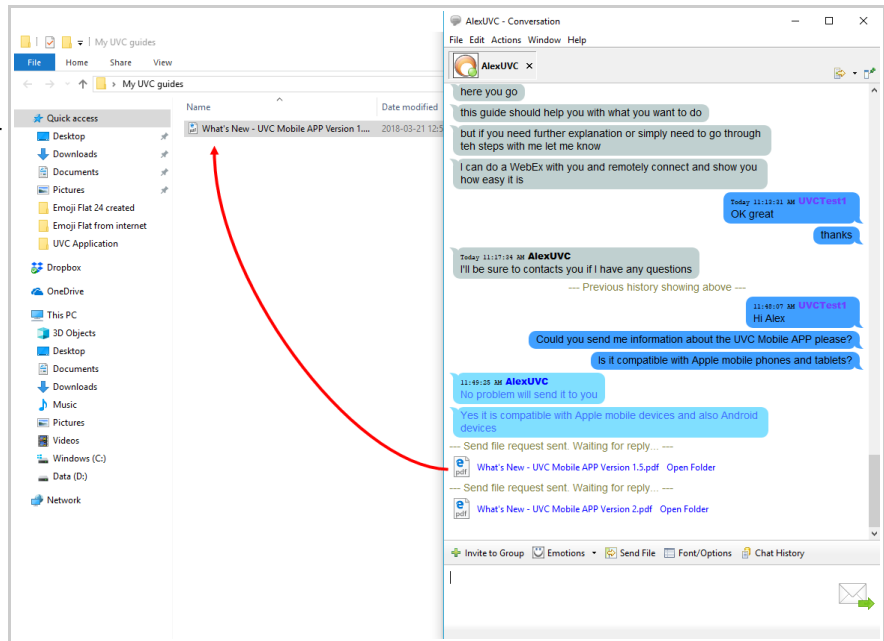 My UVC guides
File Home Share View
My UVC guides
Name Date modified
Quick access
Desktop
Downloads
Documents
Pictures
Emoji Flat 24 created
Emoji Flat from internet
UVC Application
Dropbox
OneDrive
This PC
3D Objects
Desktop
Documents
Downloads
Music
Pictures
Videos
Windows (C:)
Data (D:)
Network
What's New - UVC Mobile APP Version 1.... 2018-03-21 12:5
AlexUVC - Conversation
File Edit Actions Window Help
AlexUVC
here you go
this guide should help you with what you want to do
but if you need further explanation or simply need to go through
teh steps with me let me know
I can do a WebEx with you and remotely connect and show you
how easy it is
Today 11:12:31 AM UVCTest1
OK great
thanks
Today 11:17:34 AM AlexUVC
I'll be sure to contacts you if I have any questions
--- Previous history showing above ---
11:48:07 AM UVCTest1
Hi Alex
Could you send me information about the UVC Mobile APP please?
Is it compatible with Apple mobile phones and tablets?
11:49:25 AM AlexUVC
No problem will send it to you
Yes it is compatible with Apple mobile devices and also Android
devices
--- Send file request sent. Waiting for reply... ---
pdf What's New - UVC Mobile APP Version 1.5.pdf Open Folder
--- Send file request sent. Waiting for reply... ---
pdf What's New - UVC Mobile APP Version 2.pdf Open Folder
Invite to Group Emotions Send File Font/Options Chat History